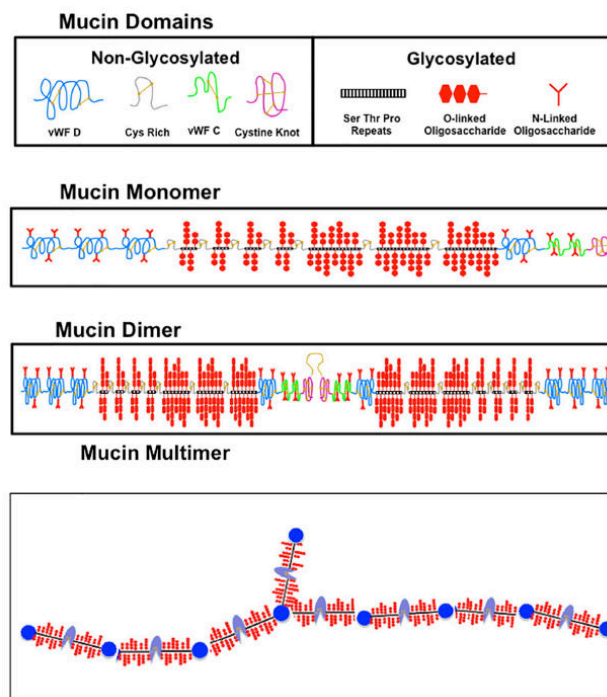 Mucin Domains
Non-Glycosylated
Glycosylated
vWF D
Cys Rich
vWF C
Cystine Knot
Ser Thr Pro
Repeats
O-linked
Oligosaccharide
N-Linked
Oligosaccharide
Mucin Monomer
Mucin Dimer
Mucin Multimer